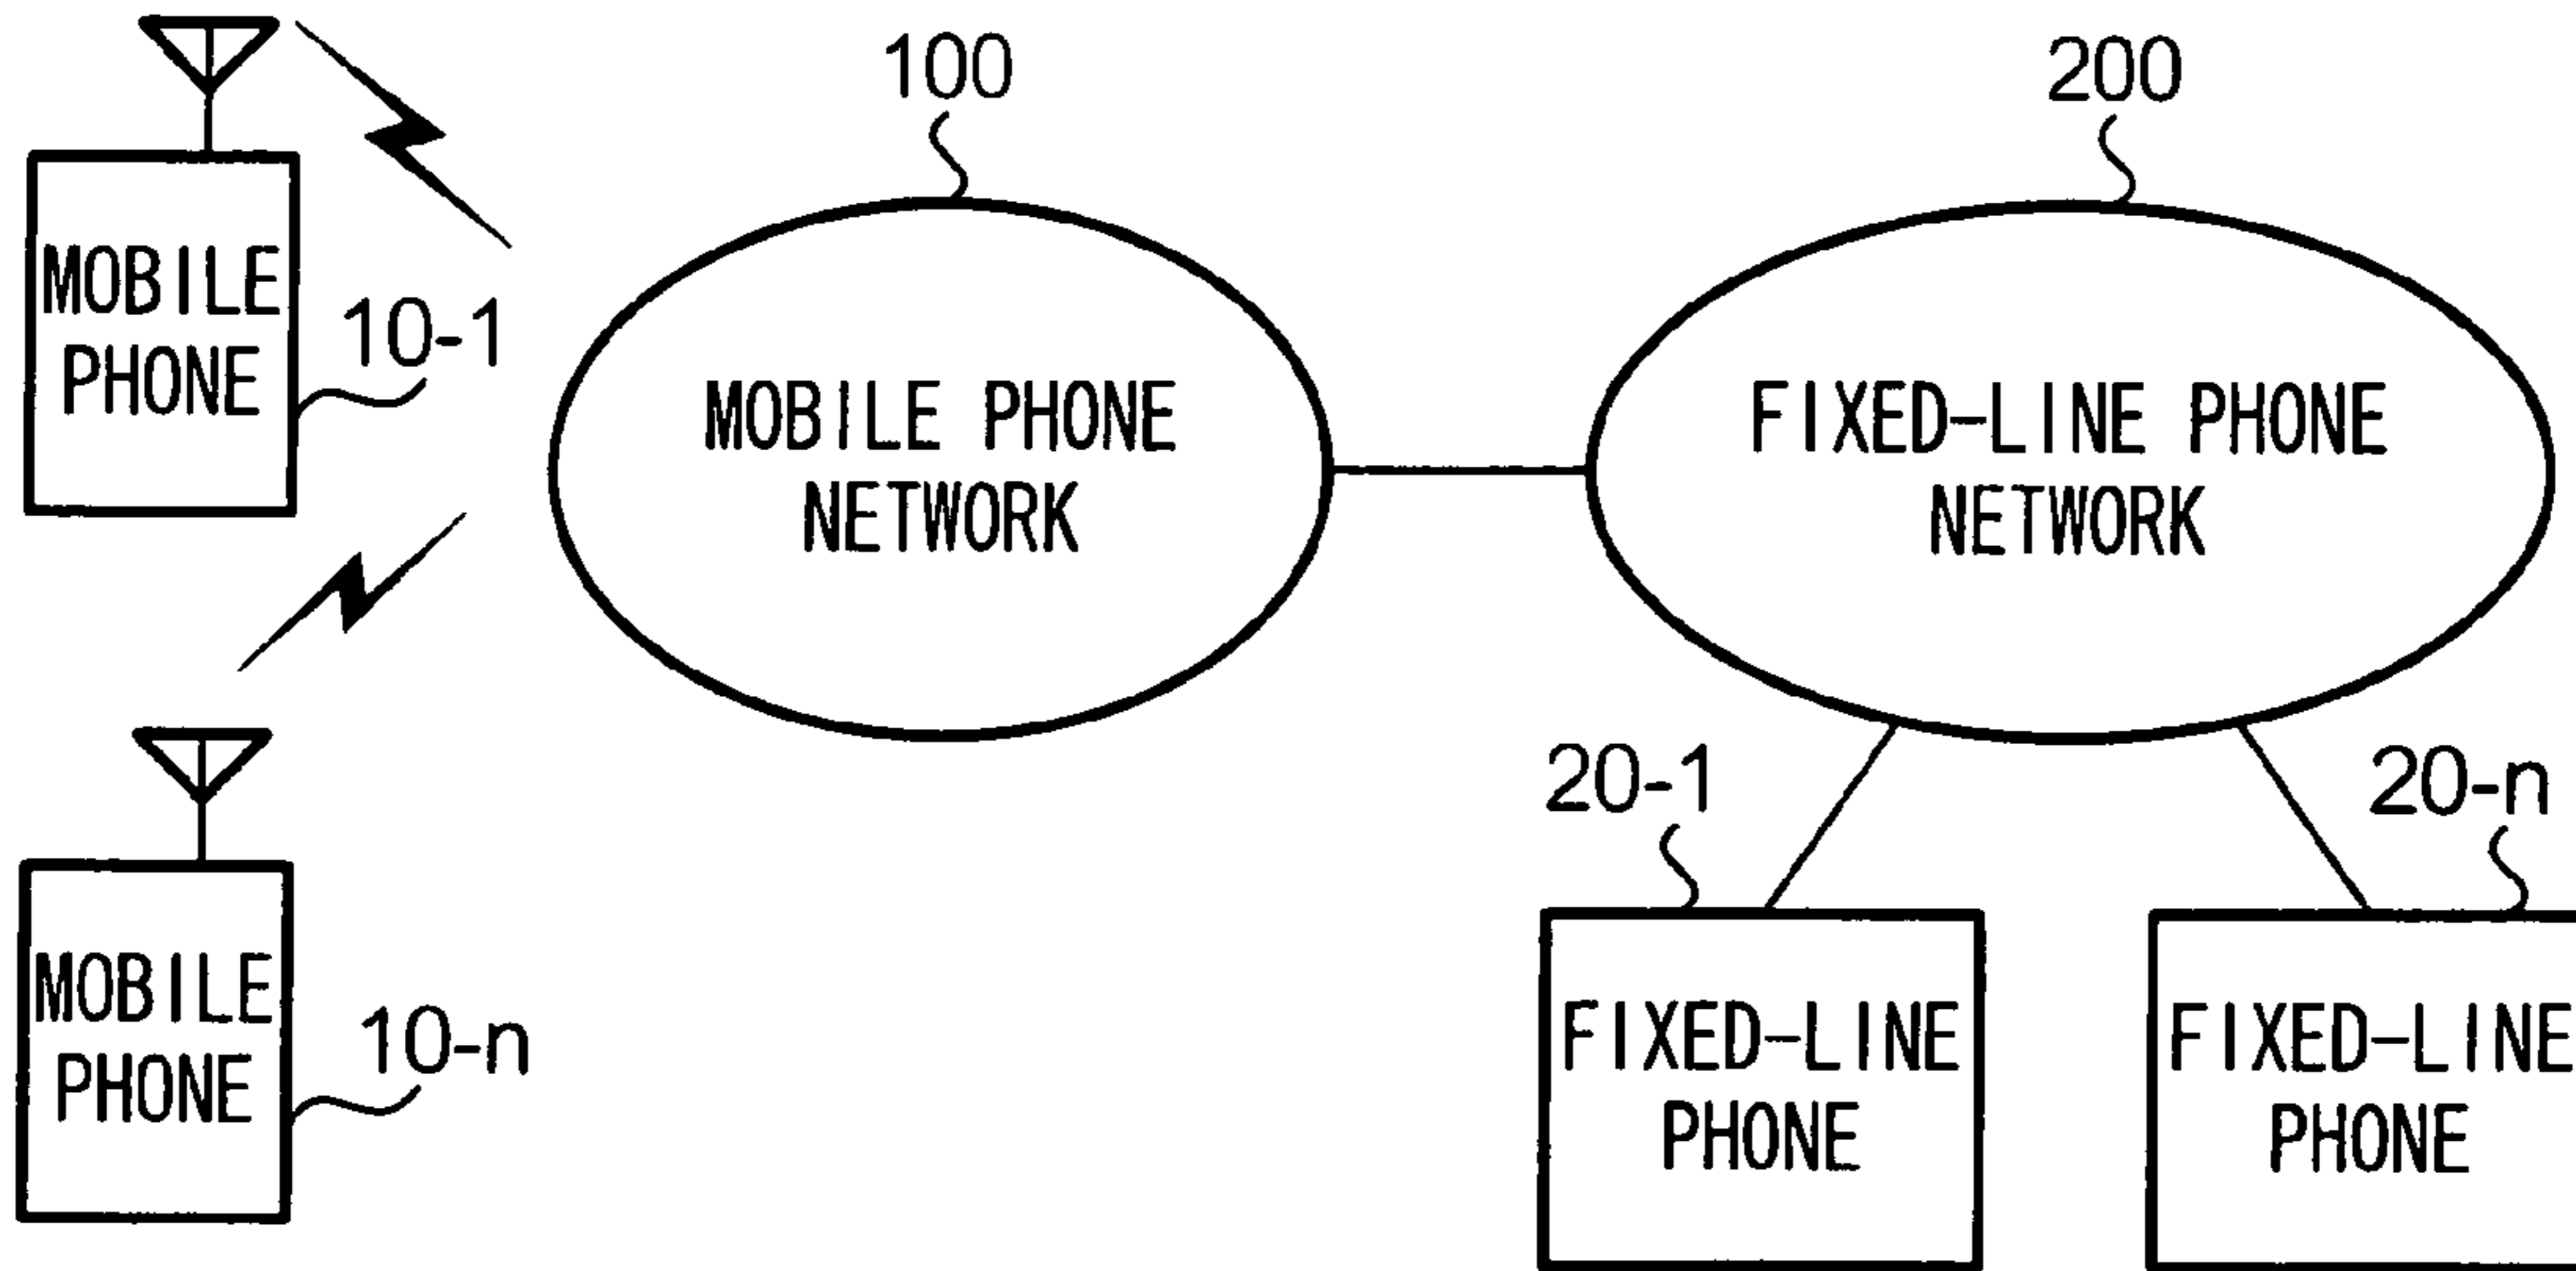 100
200
MOBILE
PHONE
10-1
MOBILE PHONE
NETWORK
FIXED-LINE PHONE
NETWORK
20-1
20-n
MOBILE
PHONE
10-n
FIXED-LINE
PHONE
FIXED-LINE
PHONE